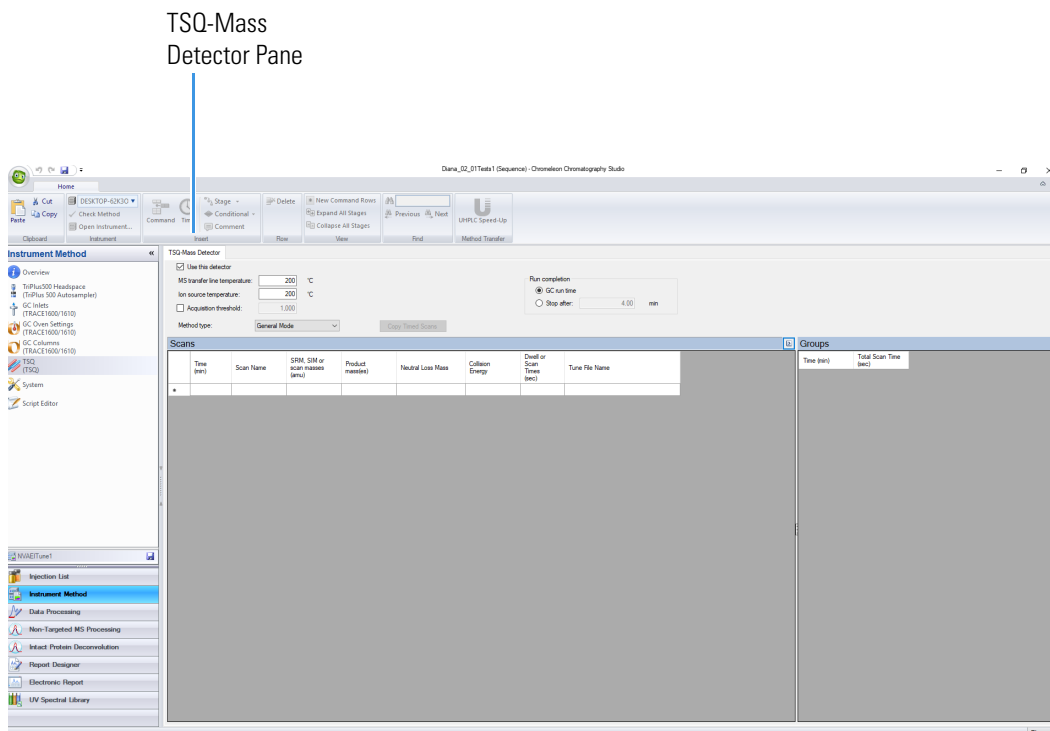 TSQ-Mass
Detector Pane
Diana_02_01Tests1 (Sequence) - Chromeleon Chromatography Studio
Home
Paste
Cut
Copy
Clipboard
DESKTOP-62K3O
Check Method
Open Instrument...
Instrument
Command
Stage
Conditional
Comment
Insert
Delete
Row
New Command Rows
Expand All Stages
Collapse All Stages
View
Previous
Next
Find
UHPLC Speed-Up
Method Transfer
Instrument Method
Overview
TriPlus500 Headspace
(TriPlus 500 Autosampler)
GC Inlets
(TRACE1600/1610)
GC Oven Settings
(TRACE1600/1610)
GC Columns
(TRACE1600/1610)
TSQ
(TSQ)
System
Script Editor
NVAEITune1
Injection List
Instrument Method
Data Processing
Non-Targeted MS Processing
Intact Protein Deconvolution
Report Designer
Electronic Report
UV Spectral Library
TSQ-Mass Detector
Use this detector
MS transfer line temperature: 200 °C
Ion source temperature: 200 °C
Acquisition threshold: 1,000
Method type: General Mode
Copy Timed Scans
Run completion
GC run time
Stop after: 4.00 min
Scans
Time
(min)
Scan Name
SRM, SIM or
scan masses
(amu)
Product
mass(es)
Neutral Loss Mass
Collision
Energy
Dwell or
Scan
Times
(sec)
Tune File Name
Groups
Time (min)
Total Scan Time
(sec)